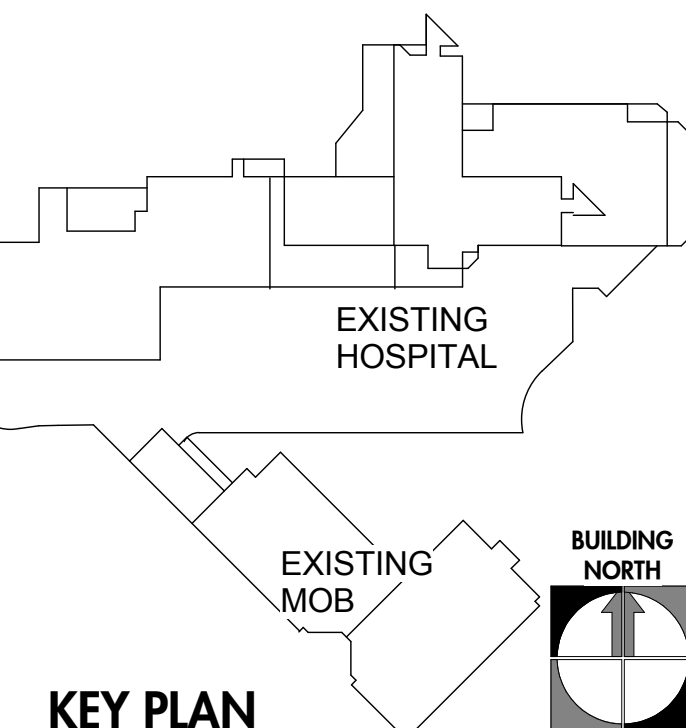 EXISTING
HOSPITAL
EXISTING
MOB
BUILDING
NORTH
KEY PLAN